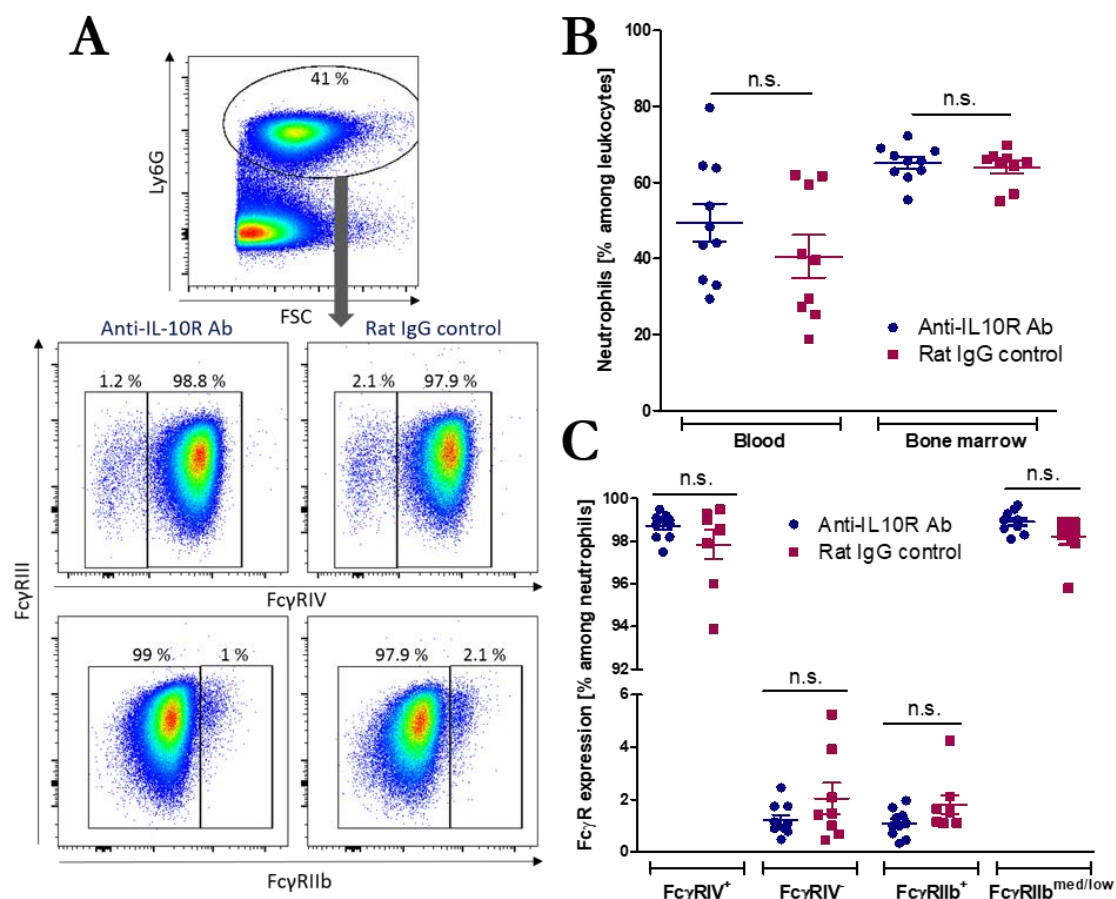 A
41 %
Ly6G
FSC
Anti-IL-10R Ab
Rat IgG control
1.2 %
98.8 %
2.1 %
97.9 %
FcγRIII
FcγRIV
99 %
1 %
97.9 %
2.1 %
FcγRIIb
B
Neutrophils [% among leukocytes]
100
80
60
40
20
0
n.s.
n.s.
Anti-IL10R Ab
Rat IgG control
Blood
Bone marrow
C
FcγR expression [% among neutrophils]
100
98
96
94
92
6
4
2
0
n.s.
n.s.
Anti-IL10R Ab
Rat IgG control
n.s.
n.s.
FcγRIV⁺
FcγRIV⁻
FcγRIIb⁺
FcγRIIb^med/low